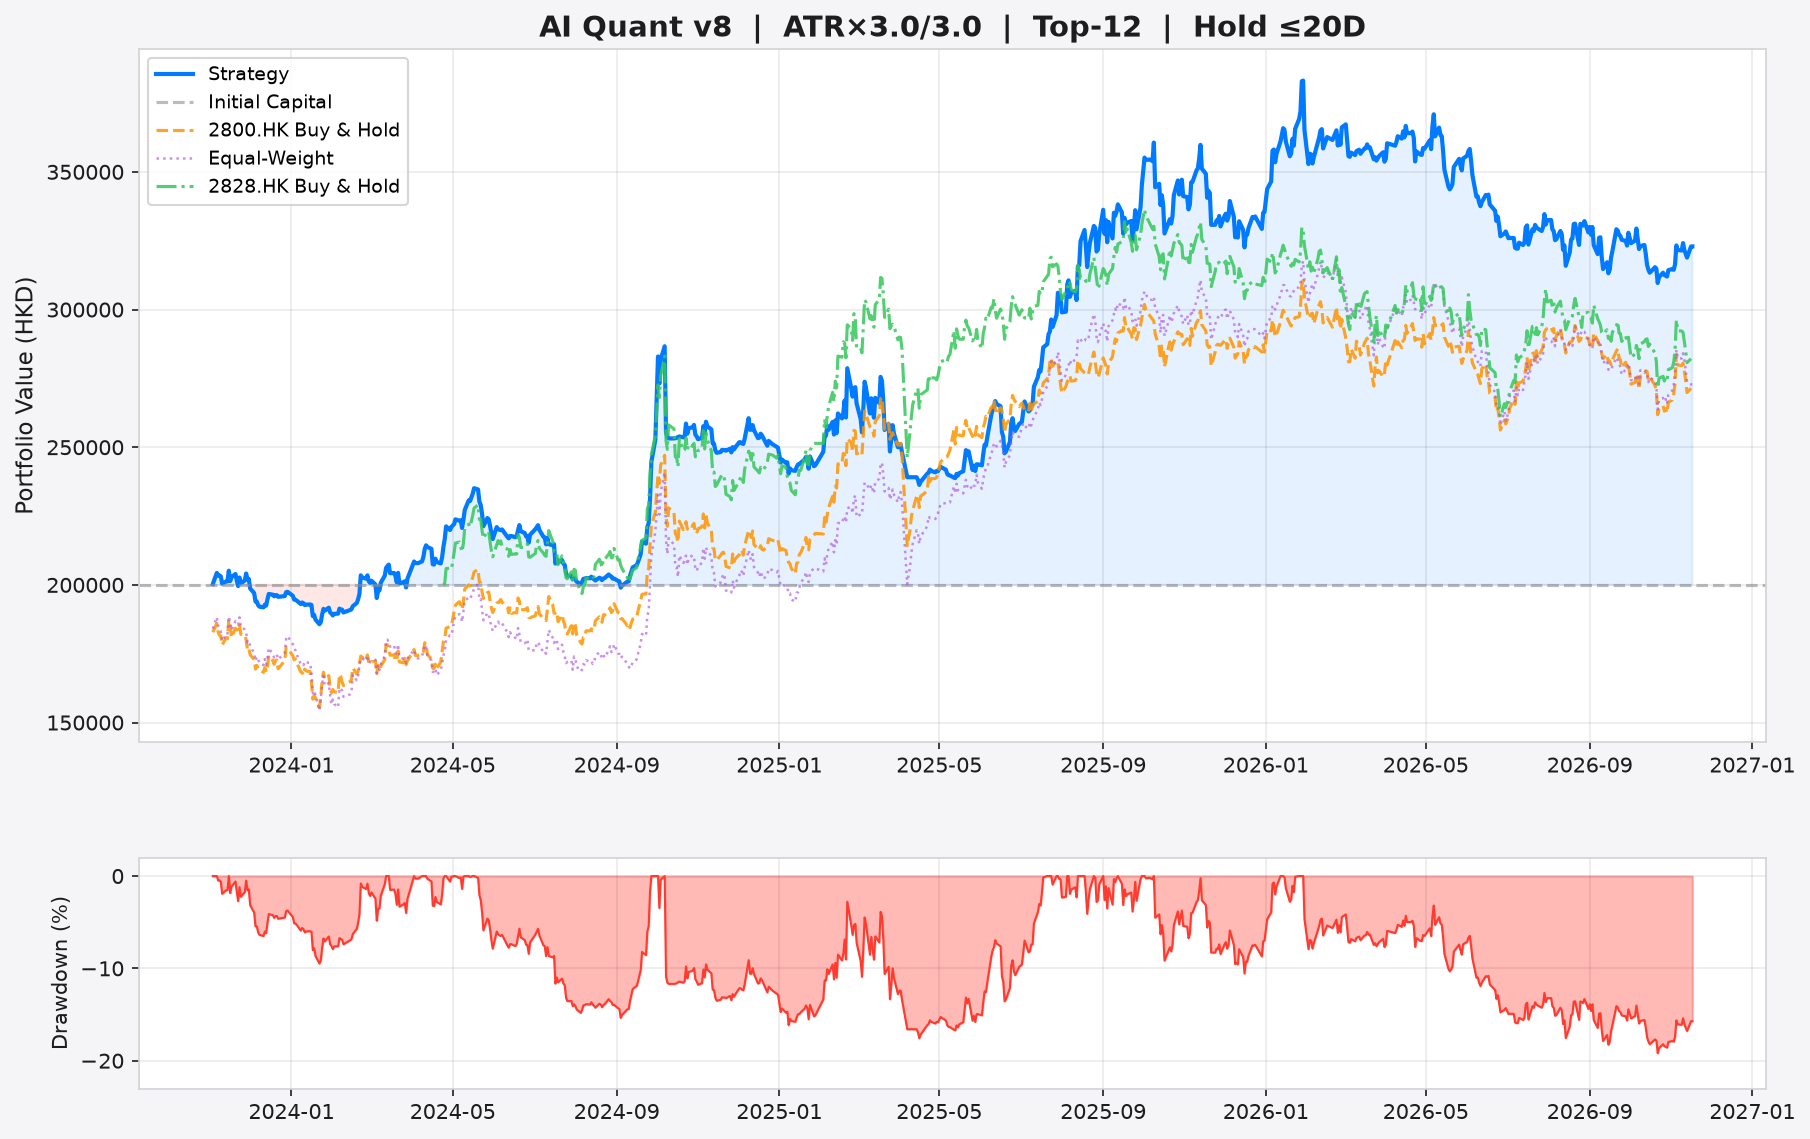 AI Quant v8 | ATR×3.0/3.0 | Top-12 | Hold ≤20D
Strategy
Initial Capital
2800.HK Buy & Hold
Equal-Weight
2828.HK Buy & Hold
Portfolio Value (HKD)
350000
300000
250000
200000
150000
2024-01 2024-05 2024-09 2025-01 2025-05 2025-09 2026-01 2026-05 2026-09 2027-01
Drawdown (%)
0
−10
−20
2024-01 2024-05 2024-09 2025-01 2025-05 2025-09 2026-01 2026-05 2026-09 2027-01